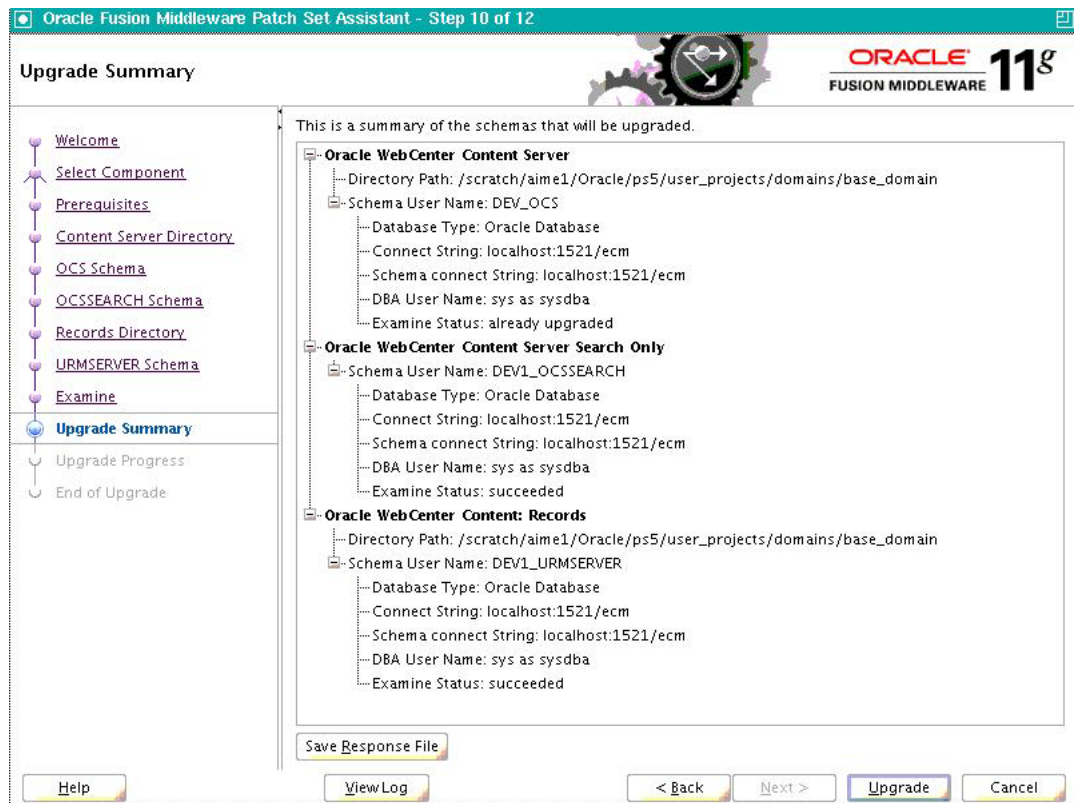 Oracle Fusion Middleware Patch Set Assistant - Step 10 of 12
Upgrade Summary
ORACLE
FUSION MIDDLEWARE
11g
Welcome
Select Component
Prerequisites
Content Server Directory
OCS Schema
OCSSEARCH Schema
Records Directory
URMSERVER Schema
Examine
Upgrade Summary
Upgrade Progress
End of Upgrade
This is a summary of the schemas that will be upgraded.
Oracle WebCenter Content Server
Directory Path: /scratch/aime1/Oracle/ps5/user_projects/domains/base_domain
Schema User Name: DEV_OCS
Database Type: Oracle Database
Connect String: localhost:1521/ecm
Schema connect String: localhost:1521/ecm
DBA User Name: sys as sysdba
Examine Status: already upgraded
Oracle WebCenter Content Server Search Only
Schema User Name: DEV1_OCSSEARCH
Database Type: Oracle Database
Connect String: localhost:1521/ecm
Schema connect String: localhost:1521/ecm
DBA User Name: sys as sysdba
Examine Status: succeeded
Oracle WebCenter Content: Records
Directory Path: /scratch/aime1/Oracle/ps5/user_projects/domains/base_domain
Schema User Name: DEV1_URMSERVER
Database Type: Oracle Database
Connect String: localhost:1521/ecm
Schema connect String: localhost:1521/ecm
DBA User Name: sys as sysdba
Examine Status: succeeded
Save Response File
Help
View Log
< Back
Next >
Upgrade
Cancel